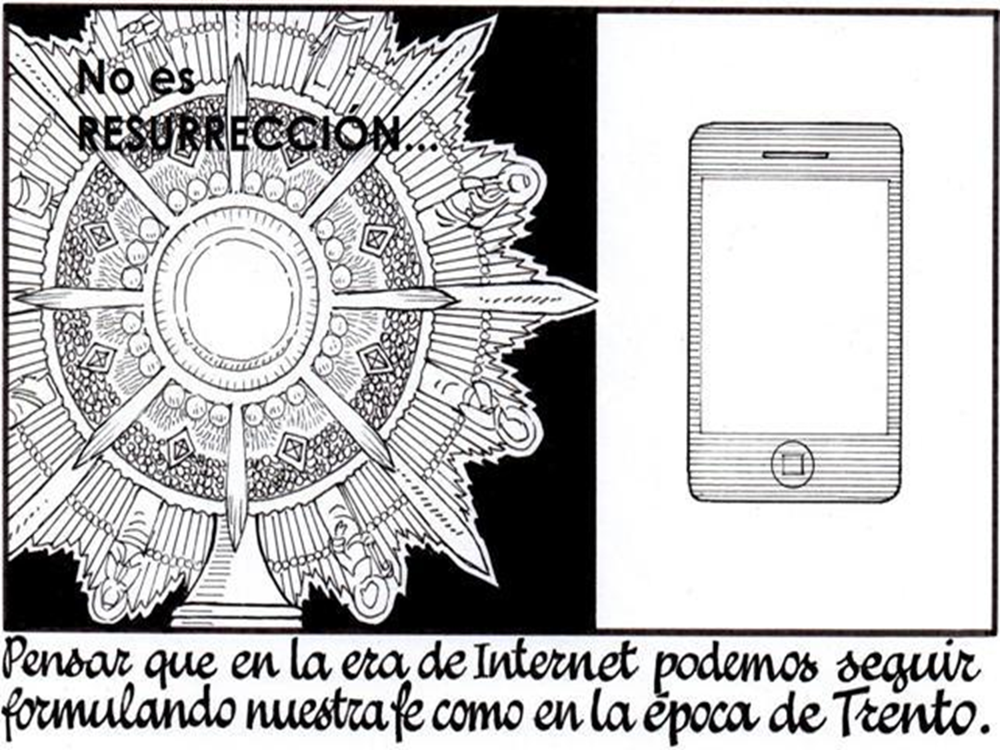 No es
RESURRECCIÓN...
Pensar que en la era de Internet podemos seguir
formulando nuestra fe como en la época de Trento.